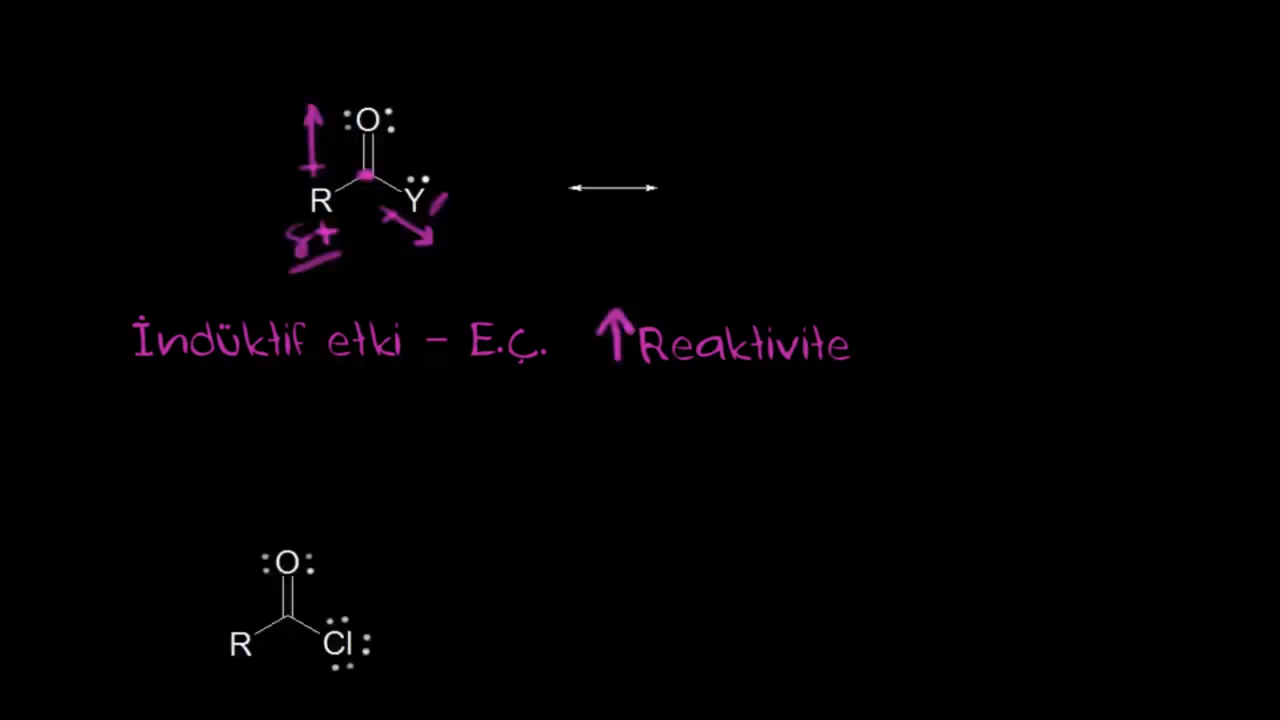 O
R Y
δ+
İndüktif etki - E.ç. ↑Reaktivite
O
R Cl